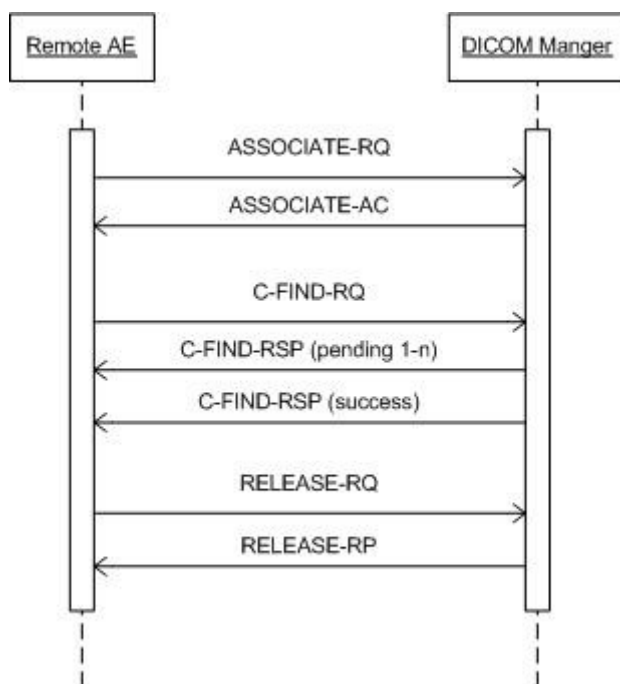 Remote AE
DICOM Manger
ASSOCIATE-RQ
ASSOCIATE-AC
C-FIND-RQ
C-FIND-RSP (pending 1-n)
C-FIND-RSP (success)
RELEASE-RQ
RELEASE-RP